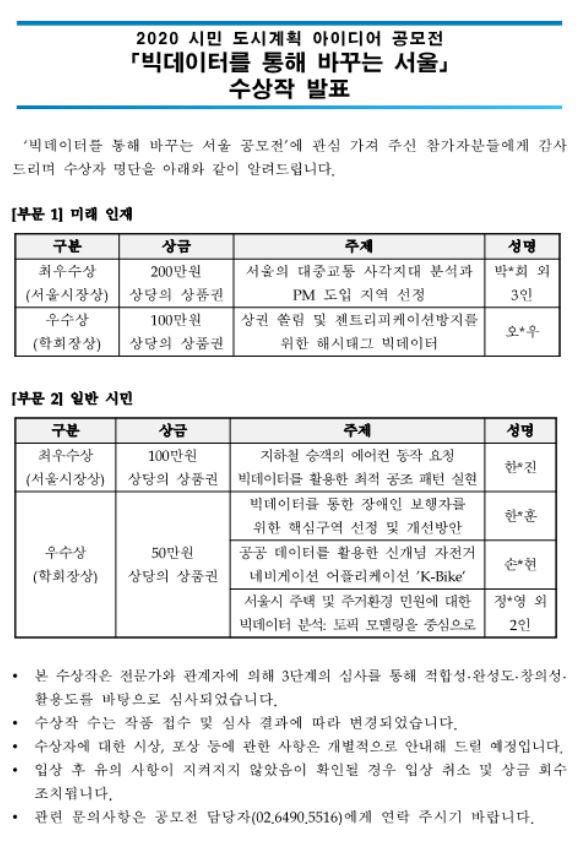 2020 시민 도시계획 아이디어 공모전
「빅데이터를 통해 바꾸는 서울」
수상작 발표
'빅데이터를 통해 바꾸는 서울 공모전'에 관심 가져 주신 참가자분들에게 감사
드리며 수상자 명단을 아래와 같이 알려드립니다.
[부문 1] 미래 인재
구분 상금 주제 성명
최우수상 200만원 서울의 대중교통 사각지대 분석과 박*희 외
(서울시장상) 상당의 상품권 PM 도입 지역 선정 3인
우수상 100만원 상권 쏠림 및 젠트리피케이션방지를 오*우
(학회장상) 상당의 상품권 위한 해시태그 빅데이터
[부문 2] 일반 시민
구분 상금 주제 성명
최우수상 100만원 지하철 승객의 에어컨 동작 요청 한*진
(서울시장상) 상당의 상품권 빅데이터를 활용한 최적 공조 패턴 실현
빅데이터를 통한 장애인 보행자를 한*훈
위한 핵심구역 선정 및 개선방안
우수상 50만원 공공 데이터를 활용한 신개념 자전거 손*현
(학회장상) 상당의 상품권 네비게이션 어플리케이션 'K-Bike'
서울시 주택 및 주거환경 민원에 대한 정*영 외
빅데이터 분석: 토픽 모델링을 중심으로 2인
• 본 수상작은 전문가와 관계자에 의해 3단계의 심사를 통해 적합성·완성도·창의성·
활용도를 바탕으로 심사되었습니다.
• 수상작 수는 작품 접수 및 심사 결과에 따라 변경되었습니다.
• 수상자에 대한 시상, 포상 등에 관한 사항은 개별적으로 안내해 드릴 예정입니다.
• 입상 후 유의 사항이 지켜지지 않았음이 확인될 경우 입상 취소 및 상금 회수
조치됩니다.
• 관련 문의사항은 공모전 담당자(02.6490.5516)에게 연락 주시기 바랍니다.